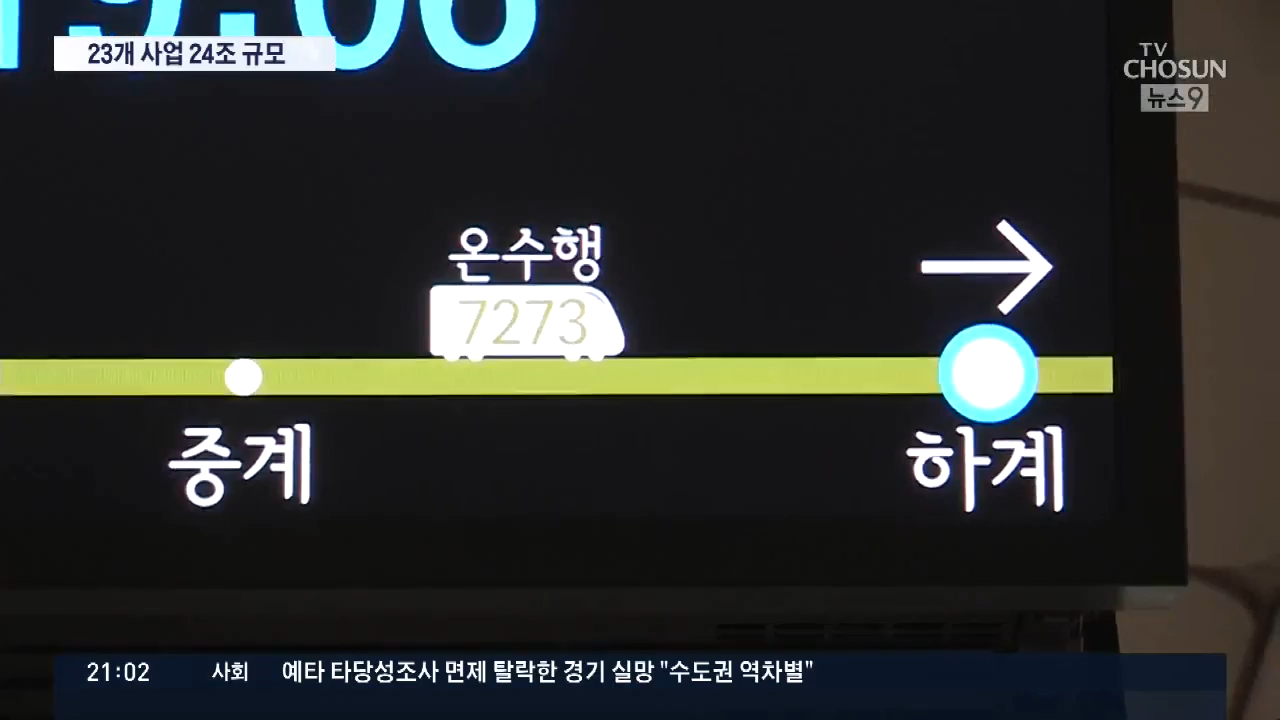 19:06
23개 사업 24조 규모
TV
CHOSUN
뉴스9
온수행
7273
중계
하계
21:02 사회 예타 타당성조사 면제 탈락한 경기 실망 "수도권 역차별"